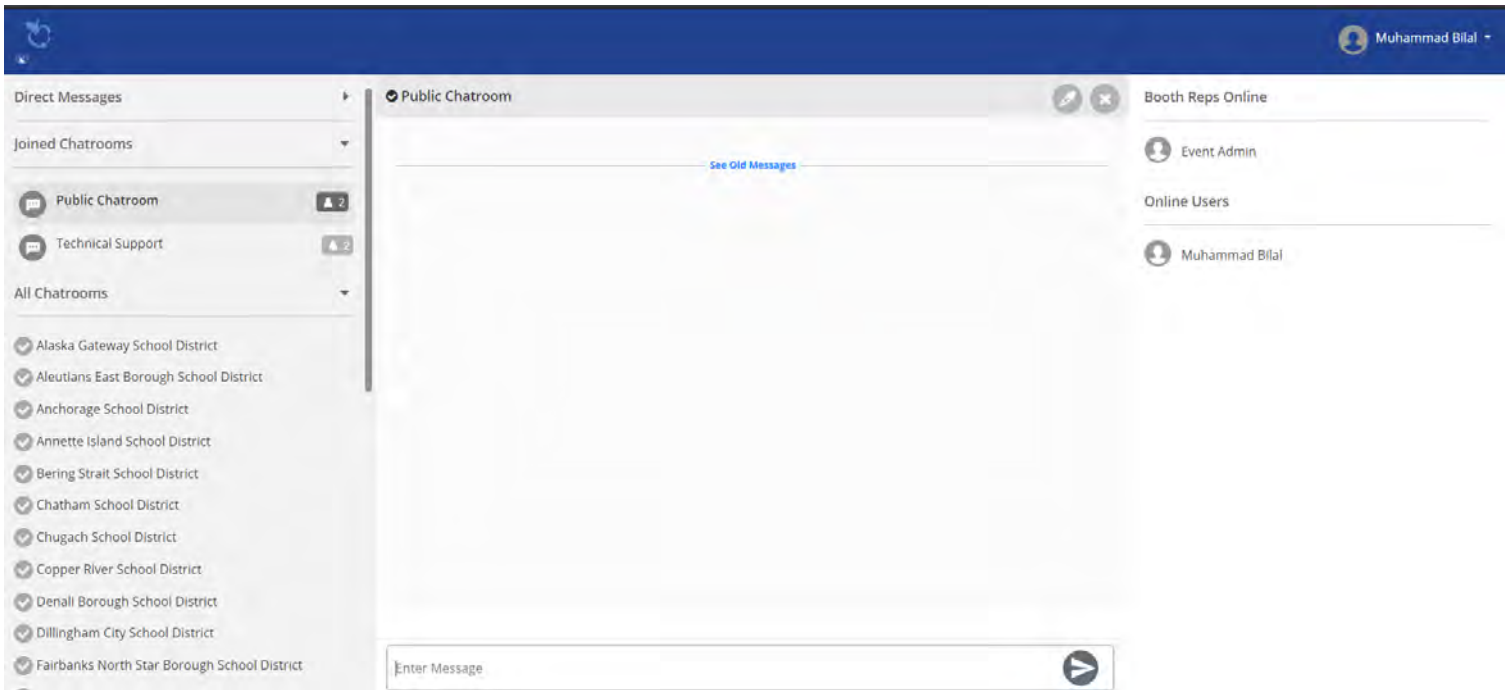 Muhammad Bilal
Direct Messages
Joined Chatrooms
Public Chatroom
2
Technical Support
2
All Chatrooms
Alaska Gateway School District
Aleutians East Borough School District
Anchorage School District
Annette Island School District
Bering Strait School District
Chatham School District
Chugach School District
Copper River School District
Denali Borough School District
Dillingham City School District
Fairbanks North Star Borough School District
Public Chatroom
See Old Messages
Enter Message
Booth Reps Online
Event Admin
Online Users
Muhammad Bilal